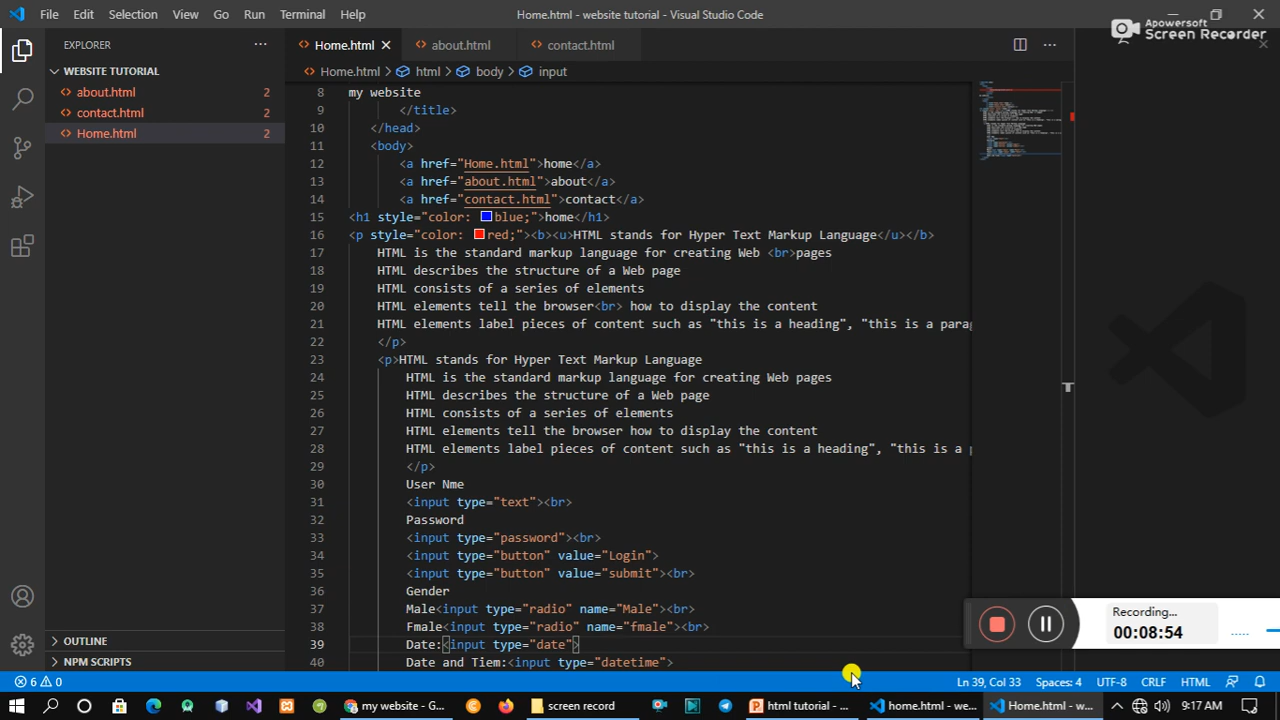 File Edit Selection View Go Run Terminal Help
Home.html - website tutorial - Visual Studio Code
Apowersoft
Screen Recorder
EXPLORER
Home.html
about.html
contact.html
WEBSITE TUTORIAL
about.html 2
contact.html 2
Home.html 2
Home.html > html > body > input
8 my website
9 </title>
10 </head>
11 <body>
12 <a href="Home.html">home</a>
13 <a href="about.html">about</a>
14 <a href="contact.html">contact</a>
15 <h1 style="color: blue;">home</h1>
16 <p style="color: red;"><b><u>HTML stands for Hyper Text Markup Language</u></b>
17 HTML is the standard markup language for creating Web <br>pages
18 HTML describes the structure of a Web page
19 HTML consists of a series of elements
20 HTML elements tell the browser<br> how to display the content
21 HTML elements label pieces of content such as "this is a heading", "this is a parag
22 </p>
23 <p>HTML stands for Hyper Text Markup Language
24 HTML is the standard markup language for creating Web pages
25 HTML describes the structure of a Web page
26 HTML consists of a series of elements
27 HTML elements tell the browser how to display the content
28 HTML elements label pieces of content such as "this is a heading", "this is a p
29 </p>
30 User Nme
31 <input type="text"><br>
32 Password
33 <input type="password"><br>
34 <input type="button" value="Login">
35 <input type="button" value="submit"><br>
36 Gender
37 Male<input type="radio" name="Male"><br>
38 Fmale<input type="radio" name="fmale"><br>
39 Date:<input type="date">
40 Date and Tiem:<input type="datetime">
Recording...
00:08:54
OUTLINE
NPM SCRIPTS
6 0
Ln 39, Col 33 Spaces: 4 UTF-8 CRLF HTML
my website - G...
screen record
html tutorial - ...
home.html - we...
Home.html - w...
9:17 AM